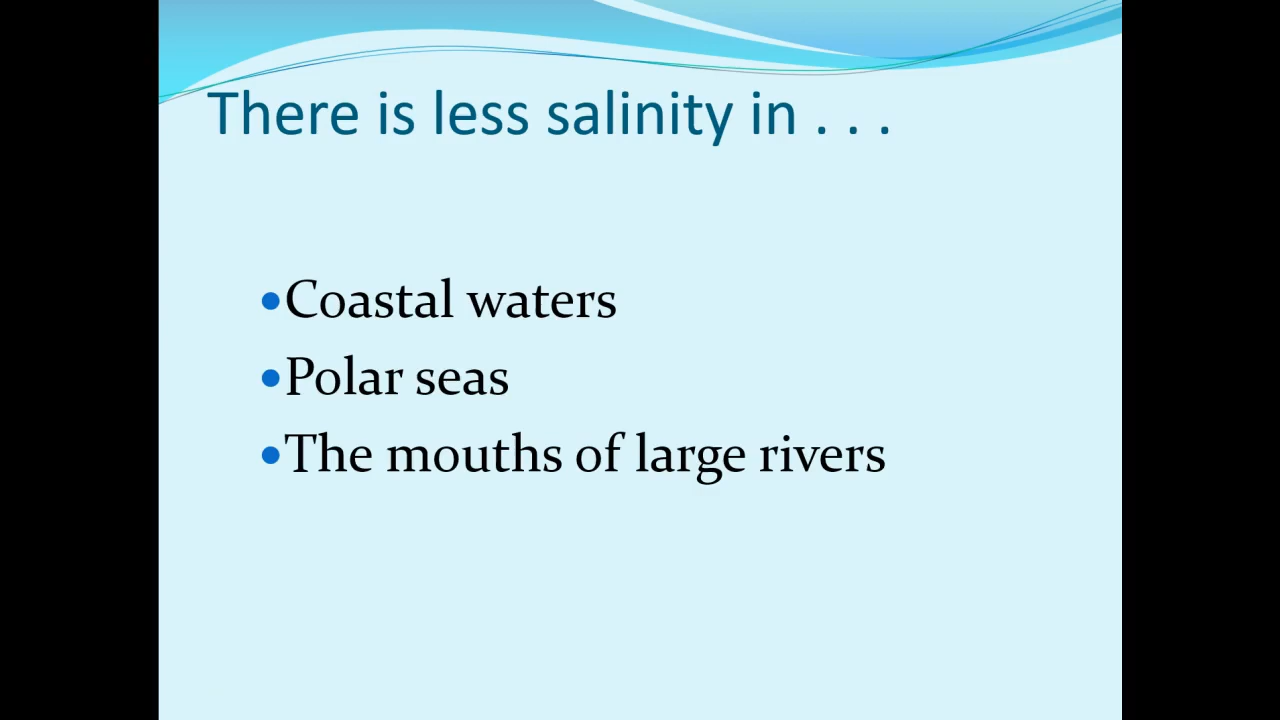 There is less salinity in . . .
•Coastal waters
•Polar seas
•The mouths of large rivers